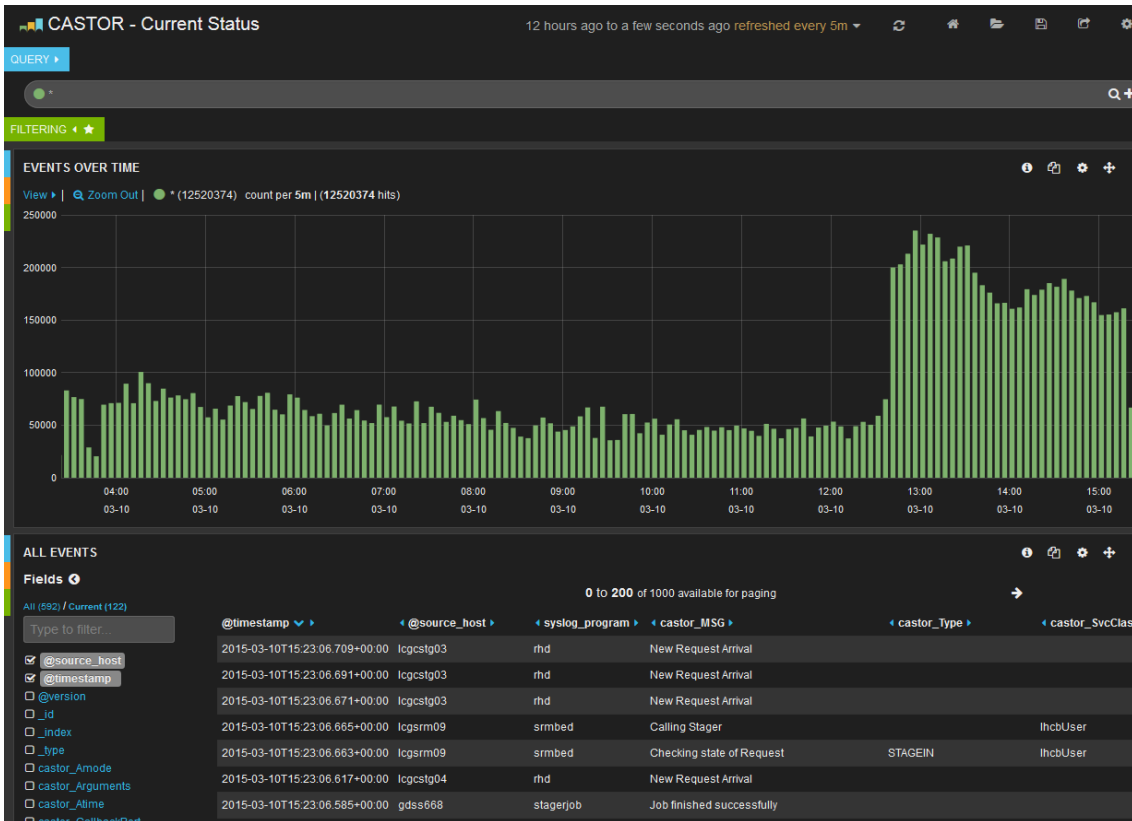 CASTOR - Current Status
12 hours ago to a few seconds ago refreshed every 5m
QUERY
*
FILTERING
EVENTS OVER TIME
View | Zoom Out | * (12520374) count per 5m | (12520374 hits)
250000
200000
150000
100000
50000
0
04:00 05:00 06:00 07:00 08:00 09:00 10:00 11:00 12:00 13:00 14:00 15:00
03-10 03-10 03-10 03-10 03-10 03-10 03-10 03-10 03-10 03-10 03-10 03-10
ALL EVENTS
Fields
0 to 200 of 1000 available for paging
All (592) / Current (122)
Type to filter...
@timestamp @source_host syslog_program castor_MSG castor_Type castor_SvcClas
2015-03-10T15:23:06.709+00:00 lcgcstg03 rhd New Request Arrival
2015-03-10T15:23:06.691+00:00 lcgcstg03 rhd New Request Arrival
2015-03-10T15:23:06.671+00:00 lcgcstg03 rhd New Request Arrival
2015-03-10T15:23:06.665+00:00 lcgsrm09 srmbed Calling Stager lhcbUser
2015-03-10T15:23:06.663+00:00 lcgsrm09 srmbed Checking state of Request STAGEIN lhcbUser
2015-03-10T15:23:06.617+00:00 lcgcstg04 rhd New Request Arrival
2015-03-10T15:23:06.585+00:00 gdss668 stagerjob Job finished successfully
@source_host
@timestamp
@version
_id
_index
_type
castor_Amode
castor_Arguments
castor_Atime